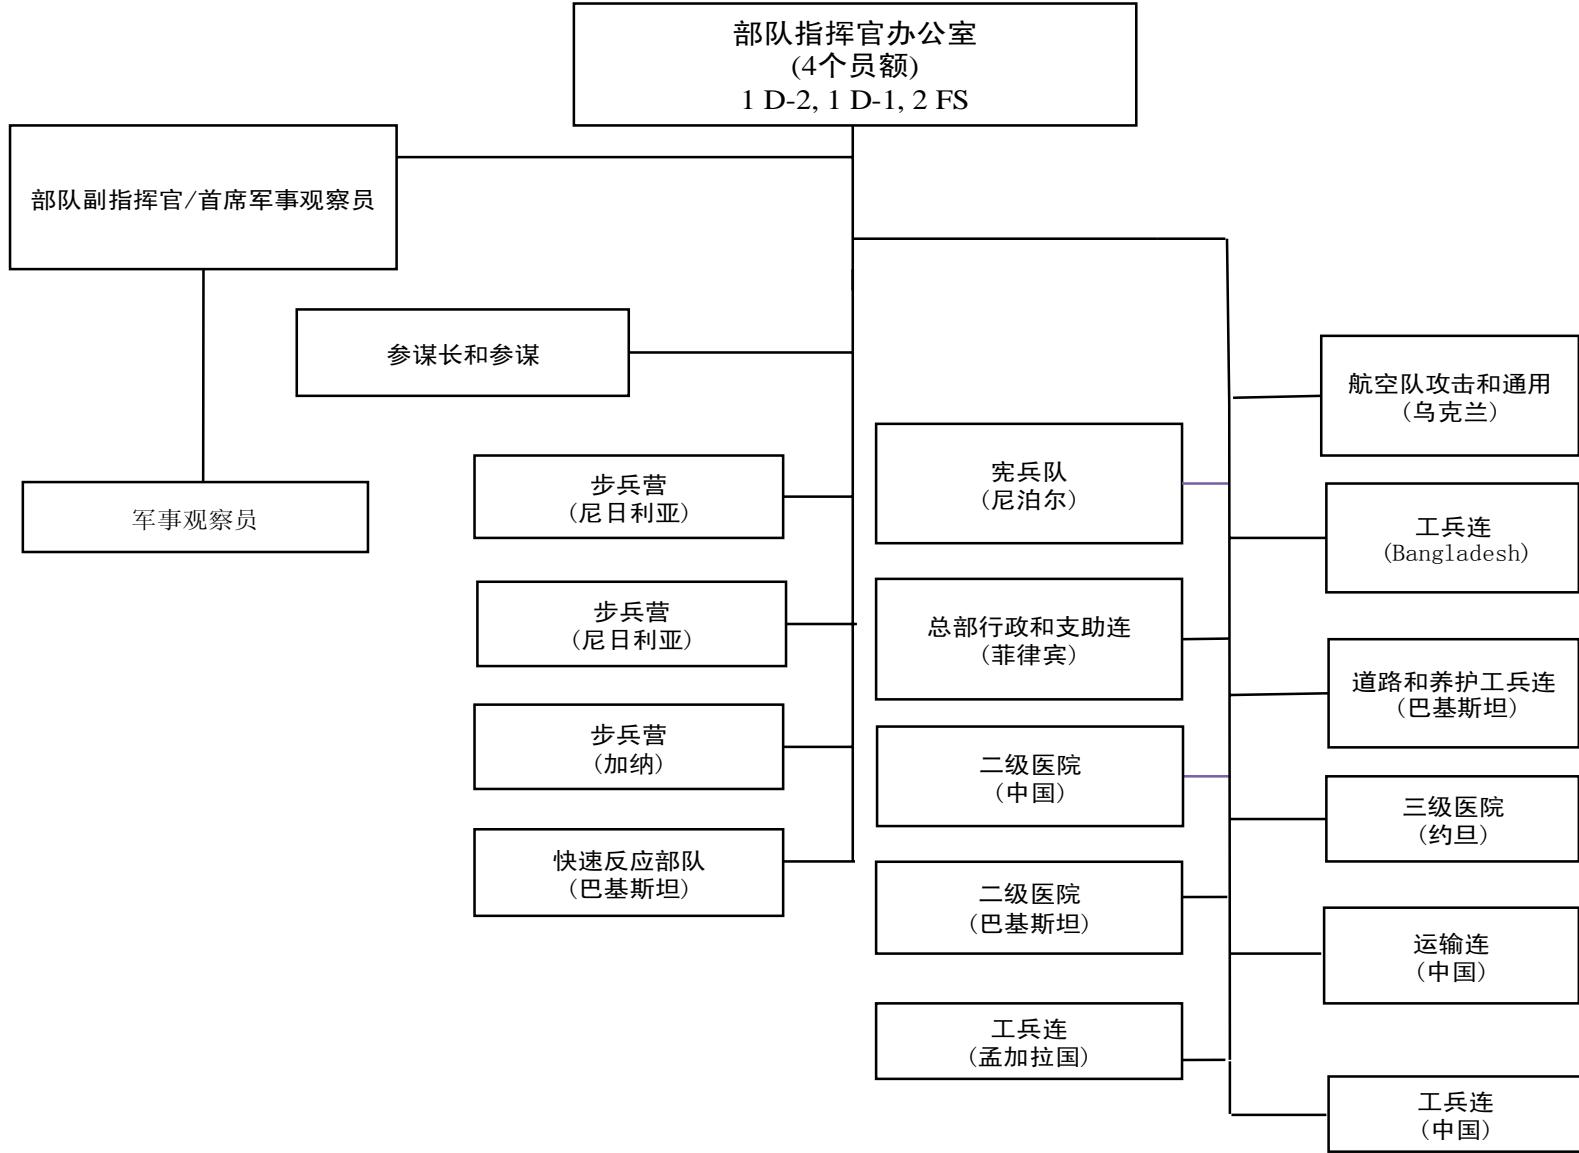 部队指挥官办公室
(4个员额)
1 D-2, 1 D-1, 2 FS
部队副指挥官/首席军事观察员
军事观察员
参谋长和参谋
步兵营
(尼日利亚)
步兵营
(尼日利亚)
步兵营
(加纳)
快速反应部队
(巴基斯坦)
宪兵队
(尼泊尔)
总部行政和支助连
(菲律宾)
二级医院
(中国)
二级医院
(巴基斯坦)
工兵连
(孟加拉国)
航空队攻击和通用
(乌克兰)
工兵连
(Bangladesh)
道路和养护工兵连
(巴基斯坦)
三级医院
(约旦)
运输连
(中国)
工兵连
(中国)